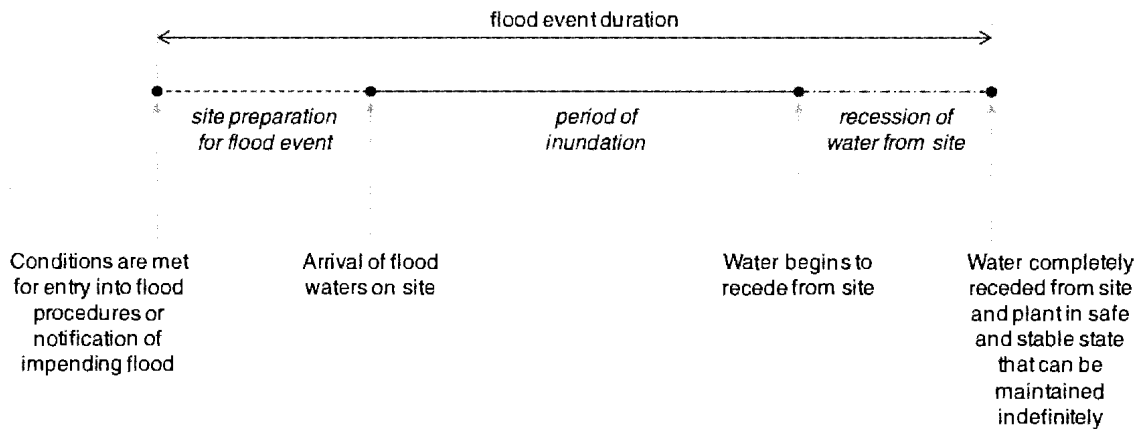 flood event duration
site preparation
for flood event
period of
inundation
recession of
water from site
Conditions are met
for entry into flood
procedures or
notification of
impending flood
Arrival of flood
waters on site
Water begins to
recede from site
Water completely
receded from site
and plant in safe
and stable state
that can be
maintained
indefinitely